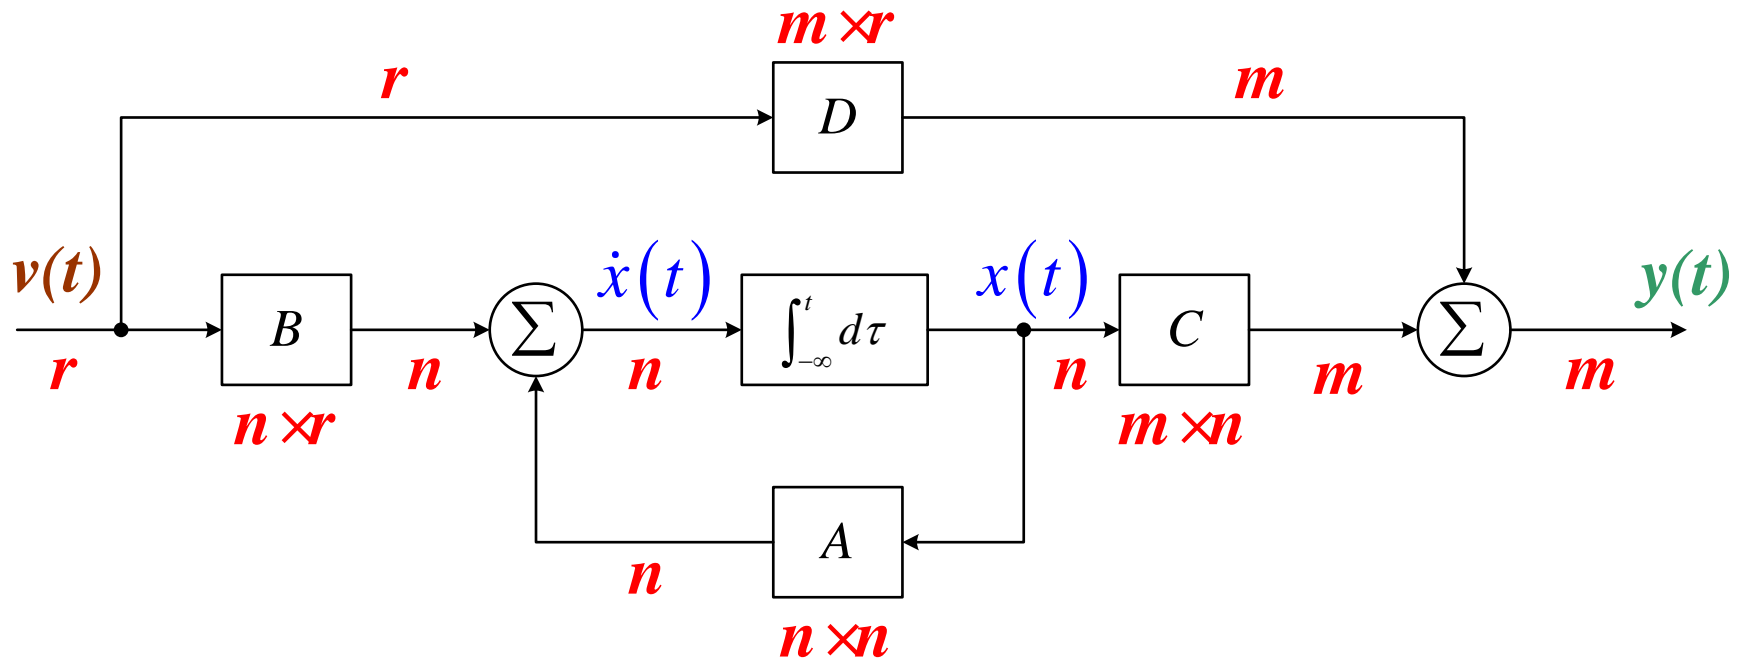 m×r
r
D
m
v(t)
B
Σ
ẋ(t)
∫_{-∞}^{t} dτ
x(t)
C
Σ
y(t)
r
n
n
n
m
m
n×r
m×n
A
n
n×n